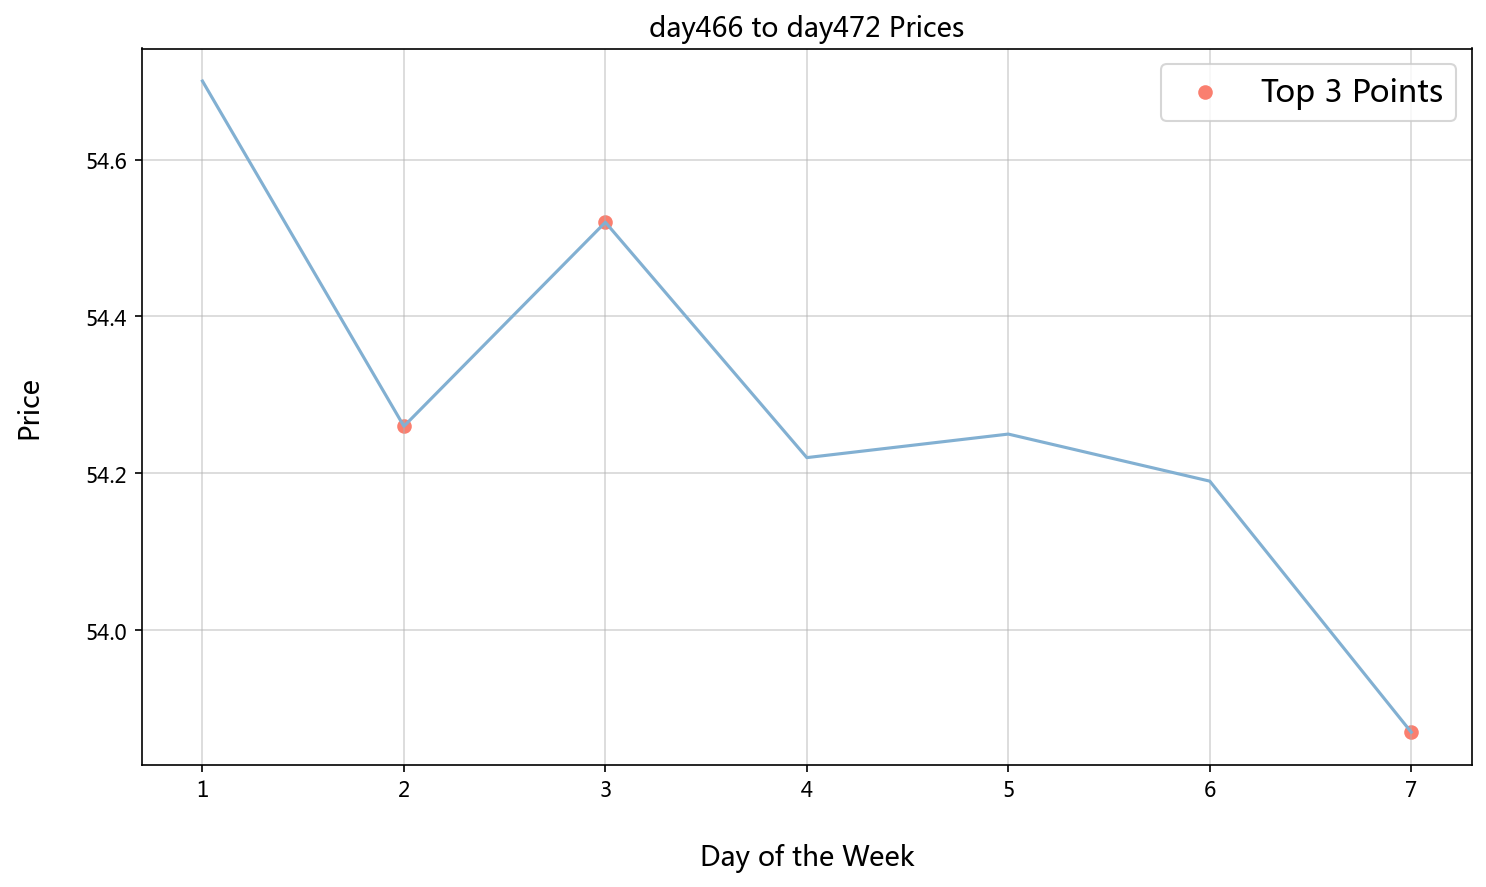 day466 to day472 Prices
Top 3 Points
54.6
54.4
54.2
54.0
Price
1 2 3 4 5 6 7
Day of the Week